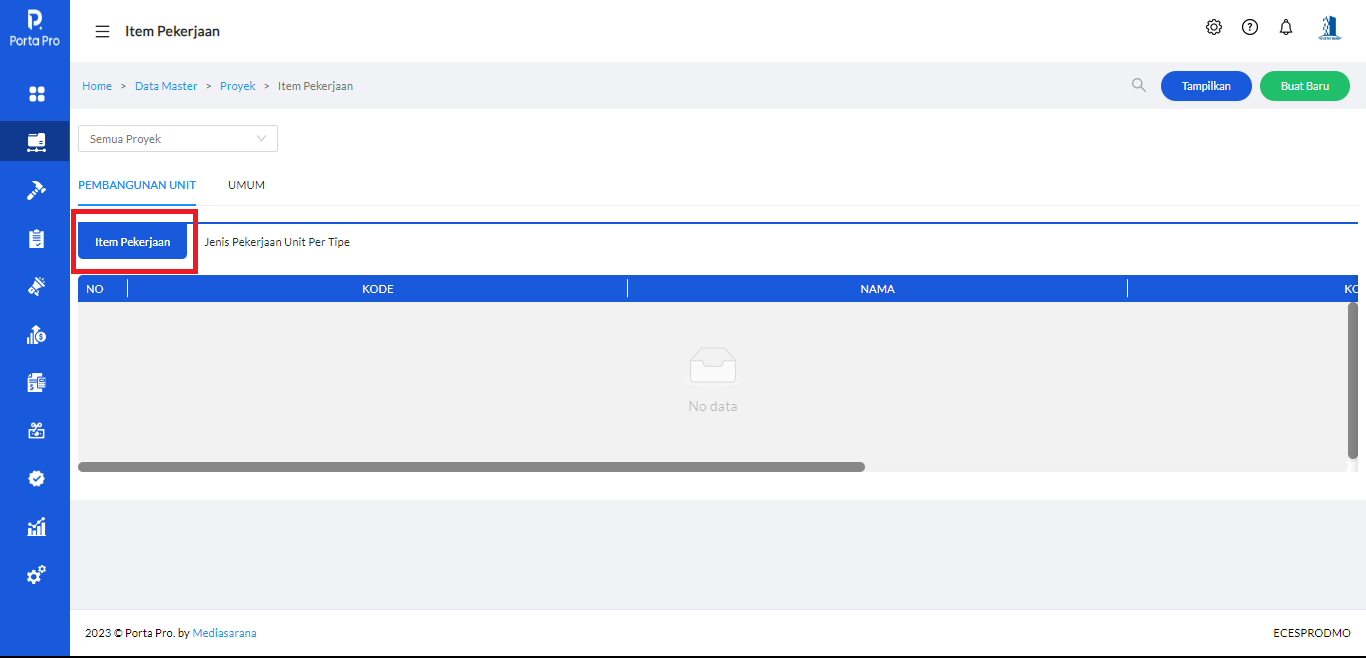 Porta Pro
Item Pekerjaan
Home > Data Master > Proyek > Item Pekerjaan
Tampilkan
Buat Baru
Semua Proyek
PEMBANGUNAN UNIT
UMUM
Item Pekerjaan
Jenis Pekerjaan Unit Per Tipe
NO
KODE
NAMA
No data
2023 © Porta Pro. by Mediasarana
ECESPRODMO